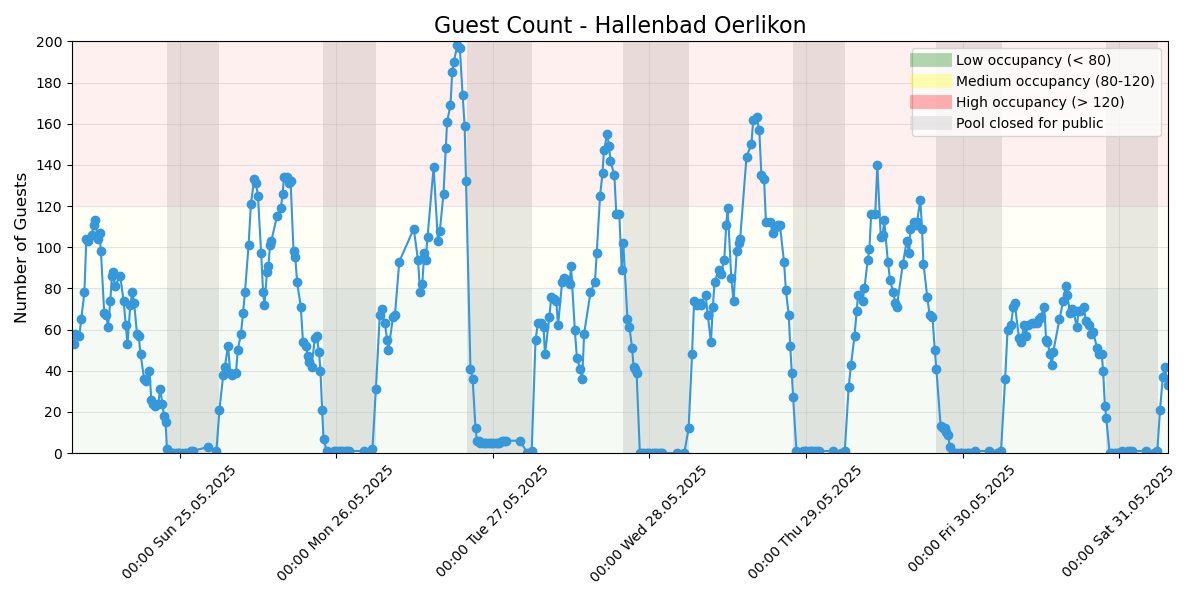 Guest Count - Hallenbad Oerlikon
Number of Guests
200
180
160
140
120
100
80
60
40
20
0
Low occupancy (< 80)
Medium occupancy (80-120)
High occupancy (> 120)
Pool closed for public
00:00 Sun 25.05.2025
00:00 Mon 26.05.2025
00:00 Tue 27.05.2025
00:00 Wed 28.05.2025
00:00 Thu 29.05.2025
00:00 Fri 30.05.2025
00:00 Sat 31.05.2025